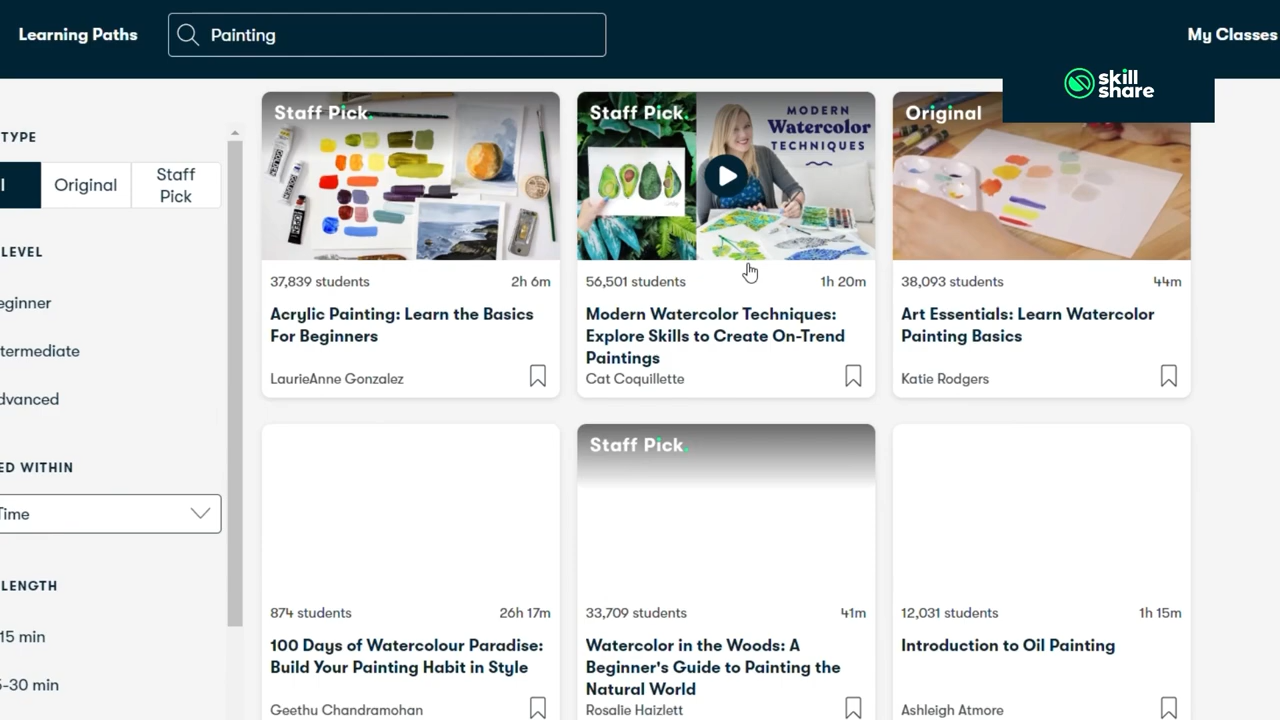 Learning Paths
Painting
My Classes
skill
share
TYPE
l
Original
Staff
Pick
LEVEL
eginner
termediate
dvanced
ED WITHIN
Time
LENGTH
15 min
5-30 min
Staff Pick.
37,839 students 2h 6m
Acrylic Painting: Learn the Basics
For Beginners
LaurieAnne Gonzalez
Staff Pick.
MODERN
Watercolor
TECHNIQUES
56,501 students 1h 20m
Modern Watercolor Techniques:
Explore Skills to Create On-Trend
Paintings
Cat Coquillette
Original
38,093 students 44m
Art Essentials: Learn Watercolor
Painting Basics
Katie Rodgers
874 students 26h 17m
100 Days of Watercolour Paradise:
Build Your Painting Habit in Style
Geethu Chandramohan
Staff Pick.
33,709 students 41m
Watercolor in the Woods: A
Beginner's Guide to Painting the
Natural World
Rosalie Haizlett
12,031 students 1h 15m
Introduction to Oil Painting
Ashleigh Atmore